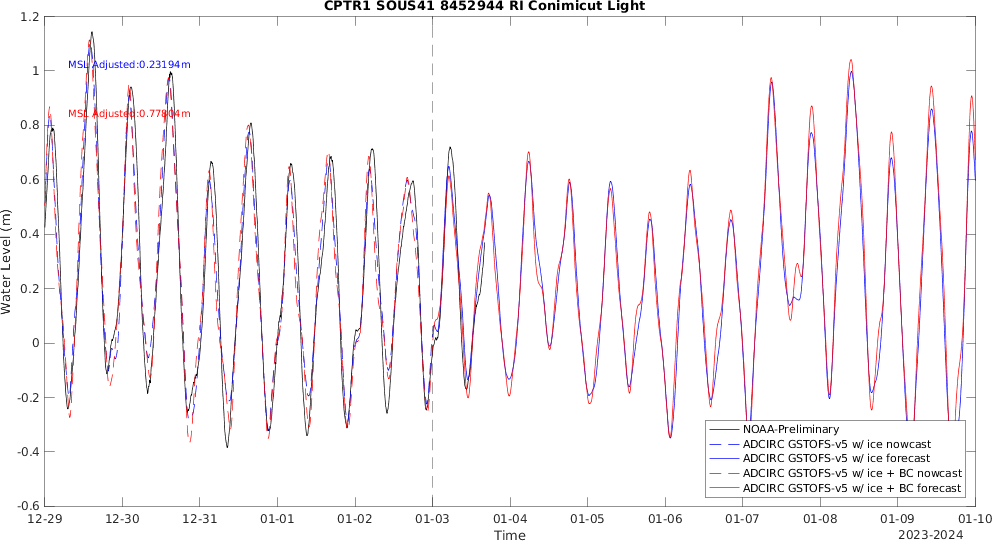 CPTR1 SOUS41 8452944 RI Conimicut Light
1.2
1
0.8
0.6
0.4
0.2
0
-0.2
-0.4
-0.6
Water Level (m)
MSL Adjusted:0.23194m
MSL Adjusted:0.77804m
NOAA-Preliminary
ADCIRC GSTOFS-v5 w/ ice nowcast
ADCIRC GSTOFS-v5 w/ ice forecast
ADCIRC GSTOFS-v5 w/ ice + BC nowcast
ADCIRC GSTOFS-v5 w/ ice + BC forecast
12-29 12-30 12-31 01-01 01-02 01-03 01-04 01-05 01-06 01-07 01-08 01-09 01-10
Time
2023-2024